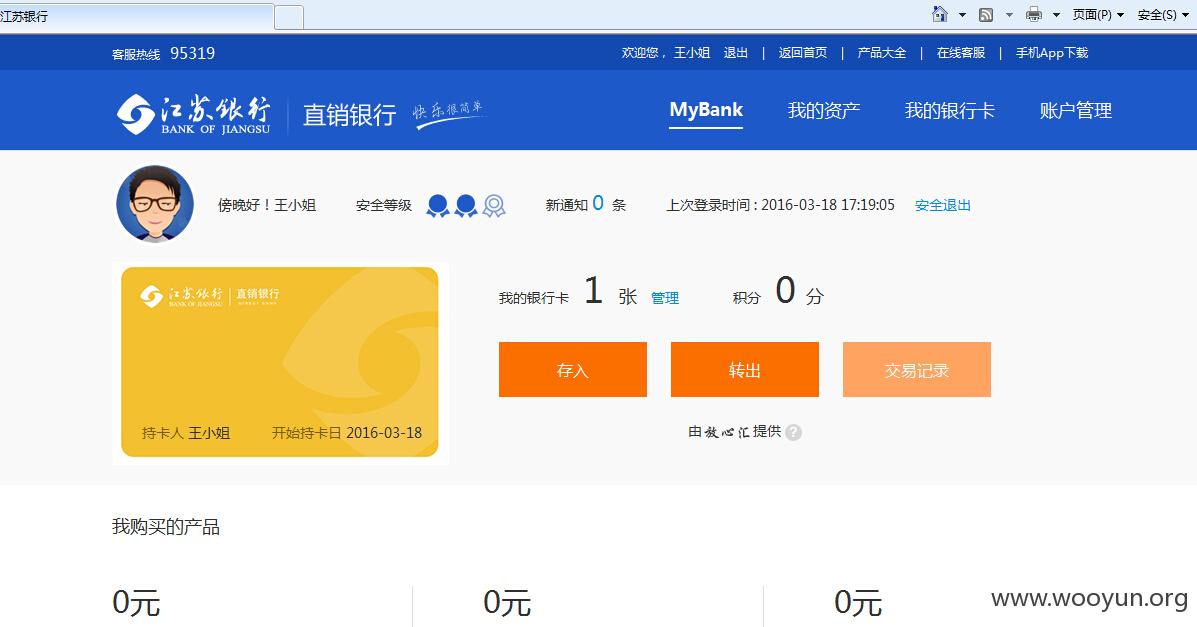 江苏银行
页面(P) 安全(S)
客服热线 95319
欢迎您， 王小姐 退出 | 返回首页 | 产品大全 | 在线客服 | 手机App下载
江苏银行 BANK OF JIANGSU 直销银行 快乐很简单
MyBank 我的资产 我的银行卡 账户管理
傍晚好！王小姐 安全等级 新通知 0 条 上次登录时间 : 2016-03-18 17:19:05 安全退出
江苏银行 BANK OF JIANGSU 直销银行 DIRECT BANK
我的银行卡 1 张 管理 积分 0 分
存入 转出 交易记录
持卡人 王小姐 开始持卡日 2016-03-18
由放心汇提供 ?
我购买的产品
0元 0元 0元
www.wooyun.org